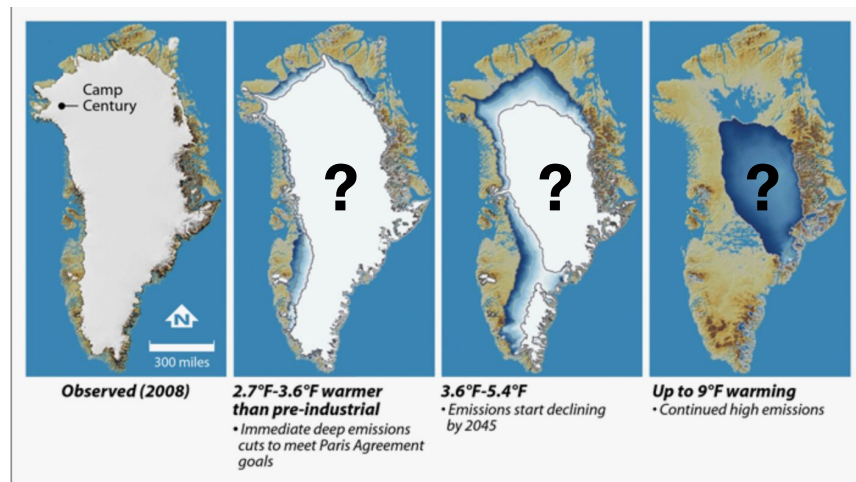 Camp
Century
N
300 miles
?
?
?
Observed (2008)
2.7°F-3.6°F warmer
than pre-industrial
• Immediate deep emissions
cuts to meet Paris Agreement
goals
3.6°F-5.4°F
• Emissions start declining
by 2045
Up to 9°F warming
• Continued high emissions